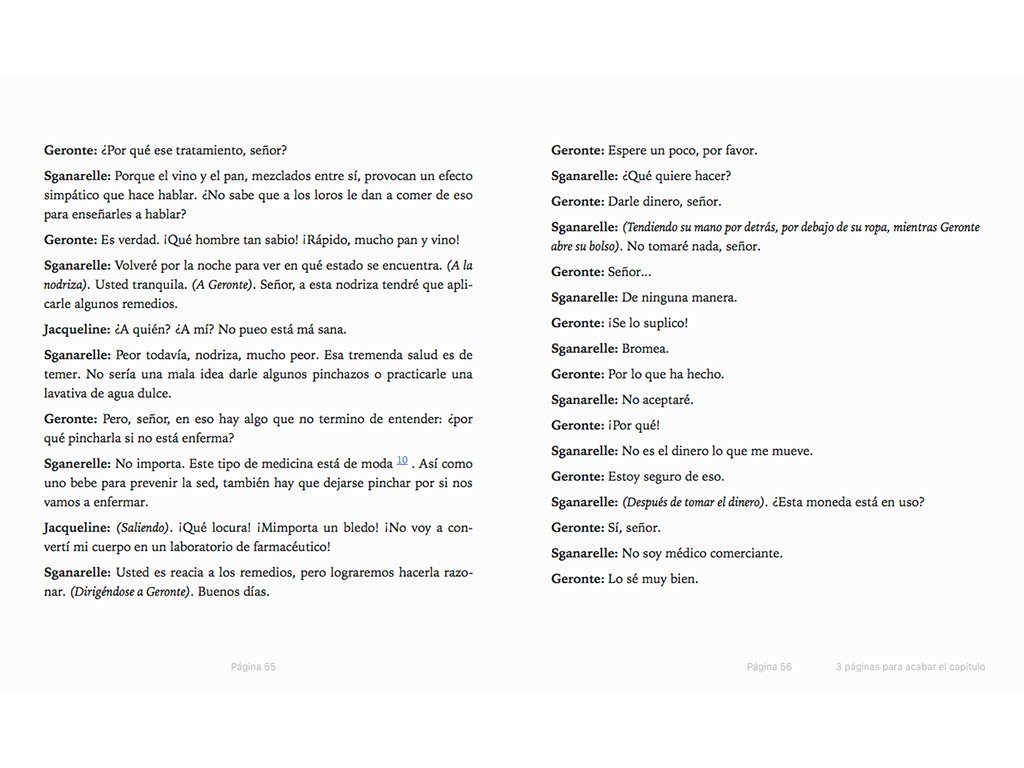 Geronte: ¿Por qué ese tratamiento, señor?
Sganarelle: Porque el vino y el pan, mezclados entre sí, provocan un efecto
simpático que hace hablar. ¿No sabe que a los loros le dan a comer de eso
para enseñarles a hablar?
Geronte: Es verdad. ¡Qué hombre tan sabio! ¡Rápido, mucho pan y vino!
Sganarelle: Volveré por la noche para ver en qué estado se encuentra. (A la
nodriza). Usted tranquila. (A Geronte). Señor, a esta nodriza tendré que apli-
carle algunos remedios.
Jacqueline: ¿A quién? ¿A mí? No pueo está má sana.
Sganarelle: Peor todavía, nodriza, mucho peor. Esa tremenda salud es de
temer. No sería una mala idea darle algunos pinchazos o practicarle una
lavativa de agua dulce.
Geronte: Pero, señor, en eso hay algo que no termino de entender: ¿por
qué pincharla si no está enferma?
Sganerelle: No importa. Este tipo de medicina está de moda 10 . Así como
uno bebe para prevenir la sed, también hay que dejarse pinchar por si nos
vamos a enfermar.
Jacqueline: (Saliendo). ¡Qué locura! ¡Mimporta un bledo! ¡No voy a con-
vertí mi cuerpo en un laboratorio de farmacéutico!
Sganarelle: Usted es reacia a los remedios, pero lograremos hacerla razo-
nar. (Dirigéndose a Geronte). Buenos días.
Página 55
Geronte: Espere un poco, por favor.
Sganarelle: ¿Qué quiere hacer?
Geronte: Darle dinero, señor.
Sganarelle: (Tendiendo su mano por detrás, por debajo de su ropa, mientras Geronte
abre su bolso). No tomaré nada, señor.
Geronte: Señor...
Sganarelle: De ninguna manera.
Geronte: ¡Se lo suplico!
Sganarelle: Bromea.
Geronte: Por lo que ha hecho.
Sganarelle: No aceptaré.
Geronte: ¡Por qué!
Sganarelle: No es el dinero lo que me mueve.
Geronte: Estoy seguro de eso.
Sganarelle: (Después de tomar el dinero). ¿Esta moneda está en uso?
Geronte: Sí, señor.
Sganarelle: No soy médico comerciante.
Geronte: Lo sé muy bien.
Página 56
3 páginas para acabar el capítulo